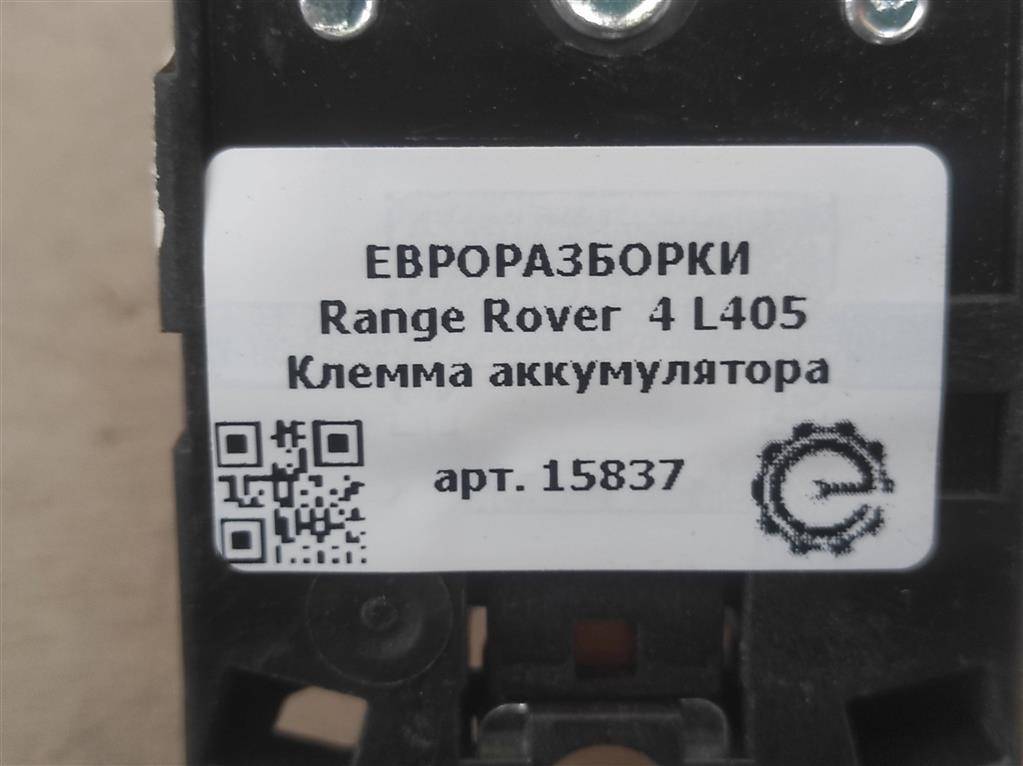 ЕВРОРАЗБОРКИ
Range Rover 4 L405
Клемма аккумулятора
арт. 15837